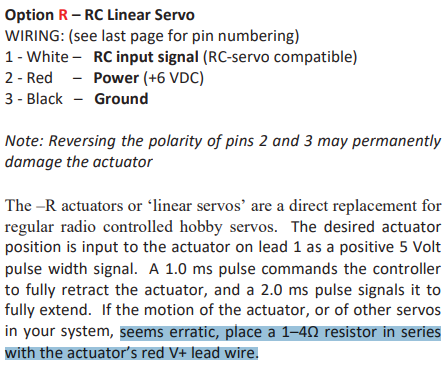 Option R – RC Linear Servo
WIRING: (see last page for pin numbering)
1 - White – RC input signal (RC-servo compatible)
2 - Red – Power (+6 VDC)
3 - Black – Ground
Note: Reversing the polarity of pins 2 and 3 may permanently
damage the actuator
The –R actuators or ‘linear servos’ are a direct replacement for
regular radio controlled hobby servos. The desired actuator
position is input to the actuator on lead 1 as a positive 5 Volt
pulse width signal. A 1.0 ms pulse commands the controller
to fully retract the actuator, and a 2.0 ms pulse signals it to
fully extend. If the motion of the actuator, or of other servos
in your system, seems erratic, place a 1–4Ω resistor in series
with the actuator’s red V+ lead wire.